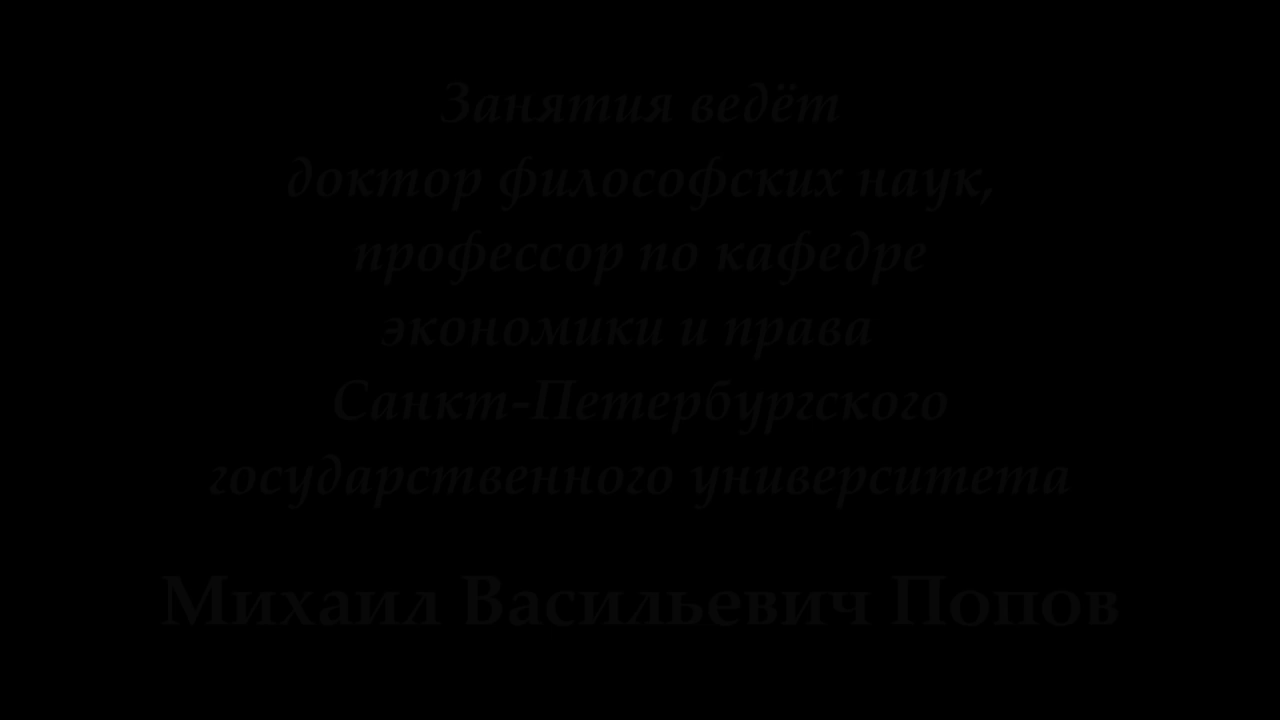 Занятия ведёт
доктор философских наук,
профессор по кафедре
экономики и права
Санкт-Петербургского
государственного университета
Михаил Васильевич Попов